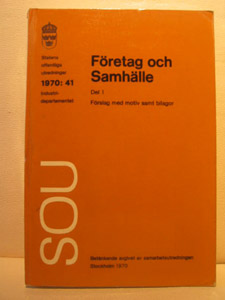 Statens
offentliga
utredningar
1970:41
Industri-
departementet
Företag och
Samhälle
Del 1
Förslag med motiv samt bilagor
SOU
Betänkande avgivet av samarbetsutredningen
Stockholm 1970